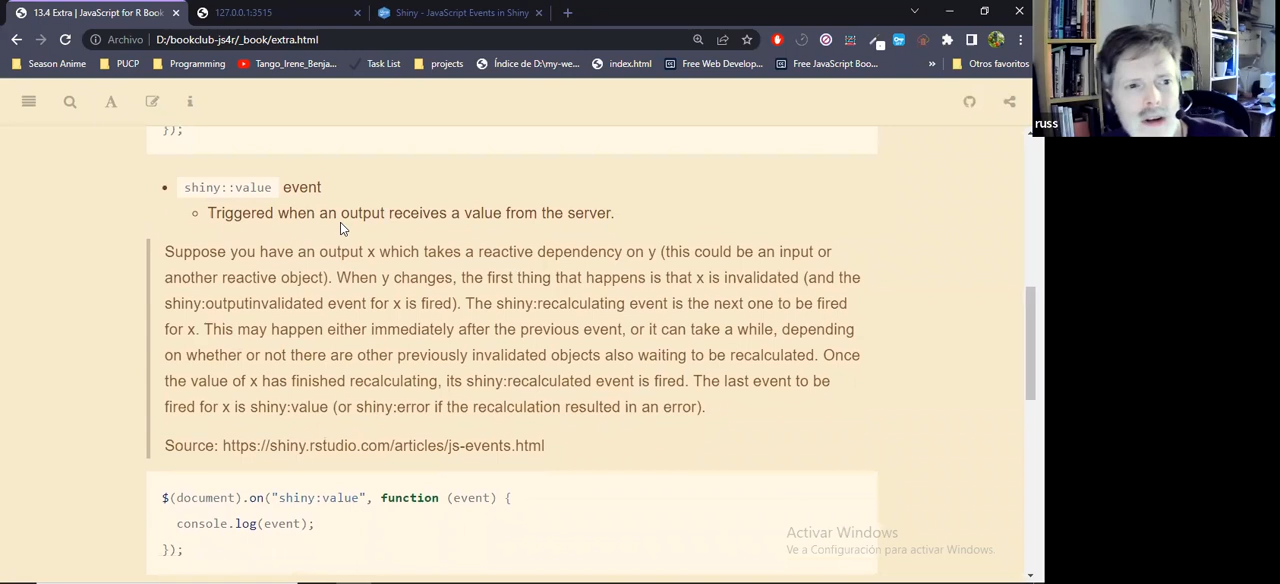 13.4 Extra | JavaScript for R Book
127.0.0.1:3515
Shiny - JavaScript Events in Shiny
Archivo
D:/bookclub-js4r/_book/extra.html
Season Anime
PUCP
Programming
Tango_Irene_Benja...
Task List
projects
Índice de D:\my-we...
index.html
Free Web Develop...
Free JavaScript Boo...
»
Otros favoritos
russ
});
shiny::value event
Triggered when an output receives a value from the server.
Suppose you have an output x which takes a reactive dependency on y (this could be an input or
another reactive object). When y changes, the first thing that happens is that x is invalidated (and the
shiny:outputinvalidated event for x is fired). The shiny:recalculating event is the next one to be fired
for x. This may happen either immediately after the previous event, or it can take a while, depending
on whether or not there are other previously invalidated objects also waiting to be recalculated. Once
the value of x has finished recalculating, its shiny:recalculated event is fired. The last event to be
fired for x is shiny:value (or shiny:error if the recalculation resulted in an error).
Source: https://shiny.rstudio.com/articles/js-events.html
$(document).on("shiny:value", function (event) {
console.log(event);
});
Activar Windows
Ve a Configuración para activar Windows.